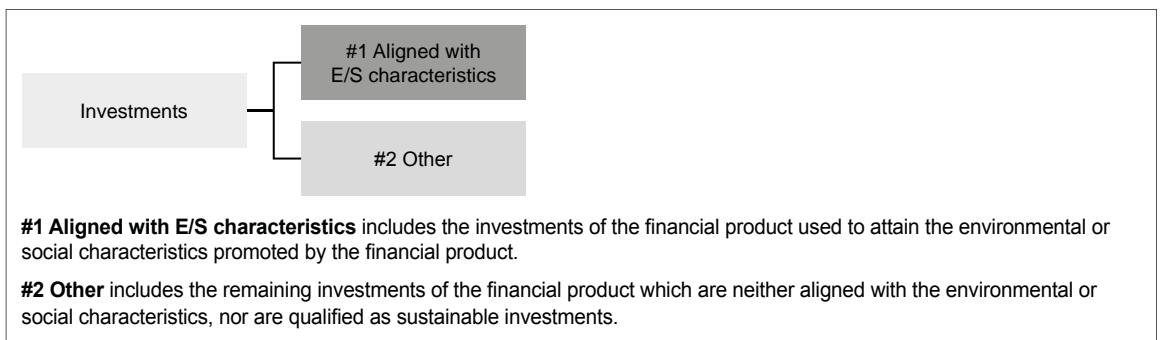 #1 Aligned with
E/S characteristics
Investments
#2 Other
#1 Aligned with E/S characteristics includes the investments of the financial product used to attain the environmental or
social characteristics promoted by the financial product.
#2 Other includes the remaining investments of the financial product which are neither aligned with the environmental or
social characteristics, nor are qualified as sustainable investments.